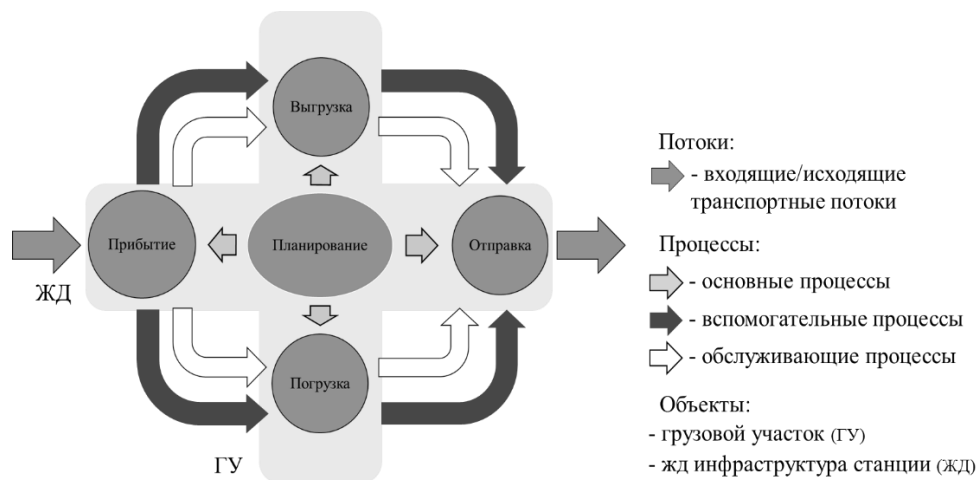 Выгрузка
Прибытие
Планирование
Отправка
ЖД
Погрузка
ГУ
Потоки:
- входящие/исходящие
транспортные потоки
Процессы:
- основные процессы
- вспомогательные процессы
- обслуживающие процессы
Объекты:
- грузовой участок (ГУ)
- жд инфраструктура станции (ЖД)